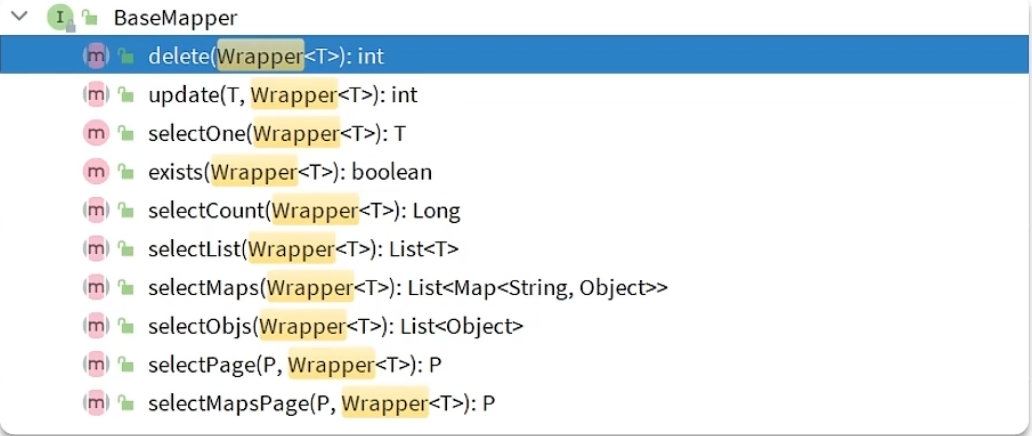 BaseMapper
delete(Wrapper<T>): int
update(T, Wrapper<T>): int
selectOne(Wrapper<T>): T
exists(Wrapper<T>): boolean
selectCount(Wrapper<T>): Long
selectList(Wrapper<T>): List<T>
selectMaps(Wrapper<T>): List<Map<String, Object>>
selectObjs(Wrapper<T>): List<Object>
selectPage(P, Wrapper<T>): P
selectMapsPage(P, Wrapper<T>): P